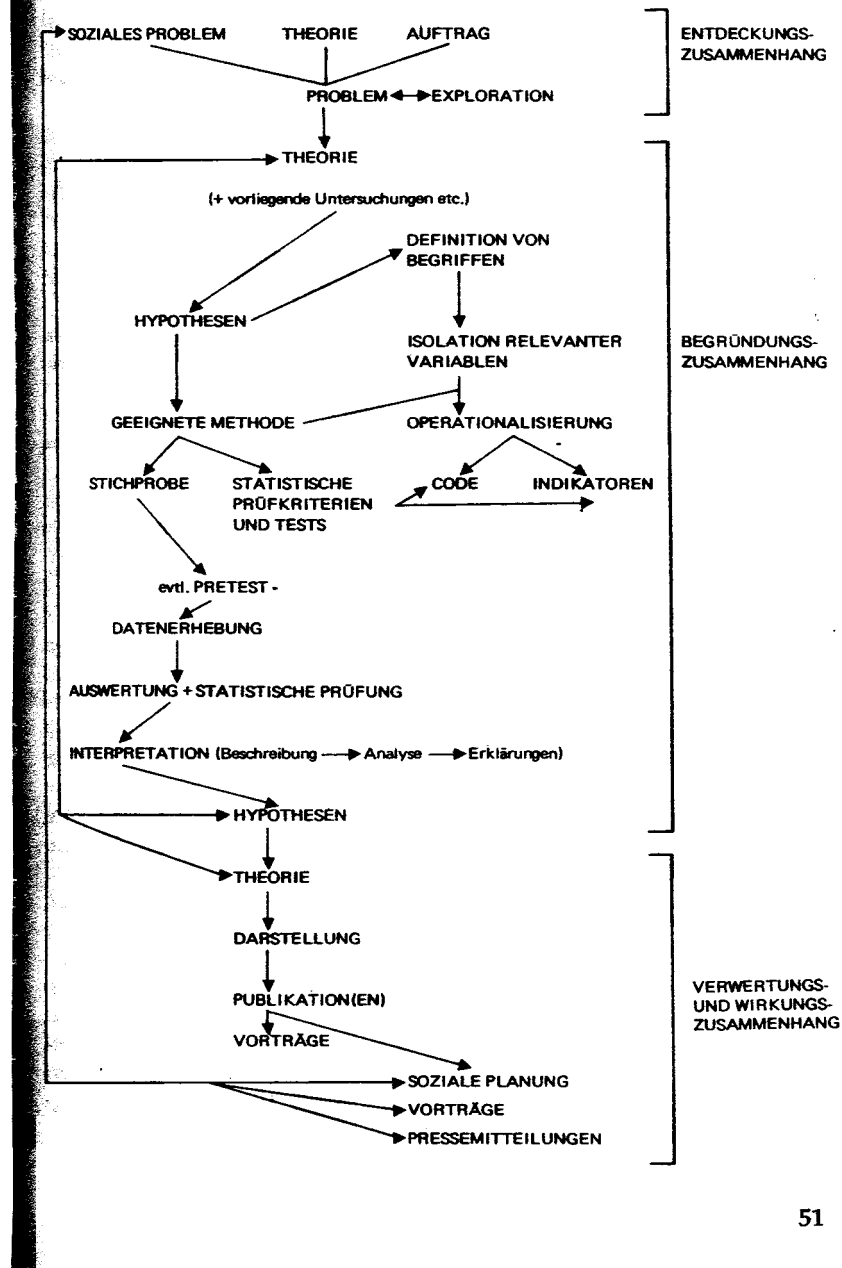 SOZIALES PROBLEM THEORIE AUFTRAG
ENTDECKUNGS-
ZUSAMMENHANG
PROBLEM EXPLORATION
THEORIE
(+ vorliegende Untersuchungen etc.)
DEFINITION VON
BEGRIFFEN
HYPOTHESEN
ISOLATION RELEVANTER
VARIABLEN
BEGRÜNDUNGS-
ZUSAMMENHANG
GEEIGNETE METHODE OPERATIONALISIERUNG
STICHPROBE
STATISTISCHE
PRÜFKRITERIEN
UND TESTS
CODE INDIKATOREN
evtl. PRETEST -
DATENERHEBUNG
AUSWERTUNG + STATISTISCHE PRÜFUNG
INTERPRETATION (Beschreibung Analyse Erklärungen)
HYPOTHESEN
THEORIE
DARSTELLUNG
PUBLIKATION(EN)
VORTRÄGE
VERWERTUNGS-
UND WIRKUNGS-
ZUSAMMENHANG
SOZIALE PLANUNG
VORTRÄGE
PRESSEMITTEILUNGEN
51